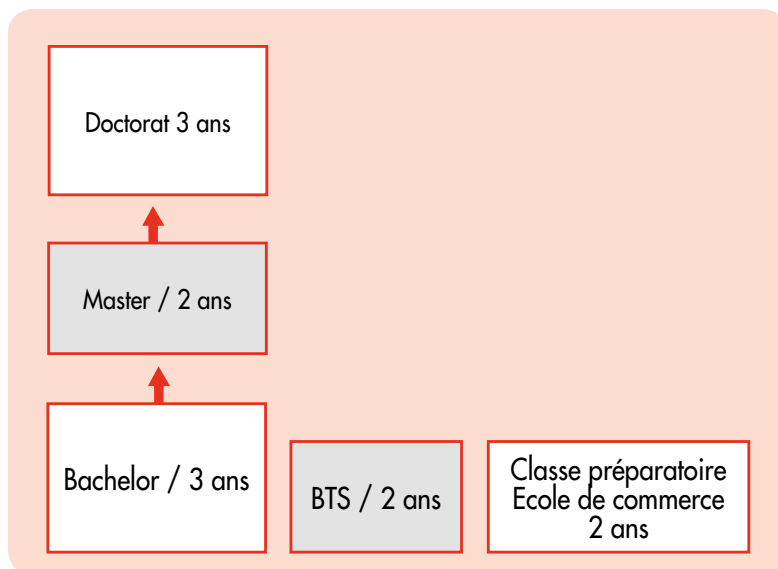 Doctorat 3 ans
Master / 2 ans
Bachelor / 3 ans
BTS / 2 ans
Classe préparatoire
Ecole de commerce
2 ans